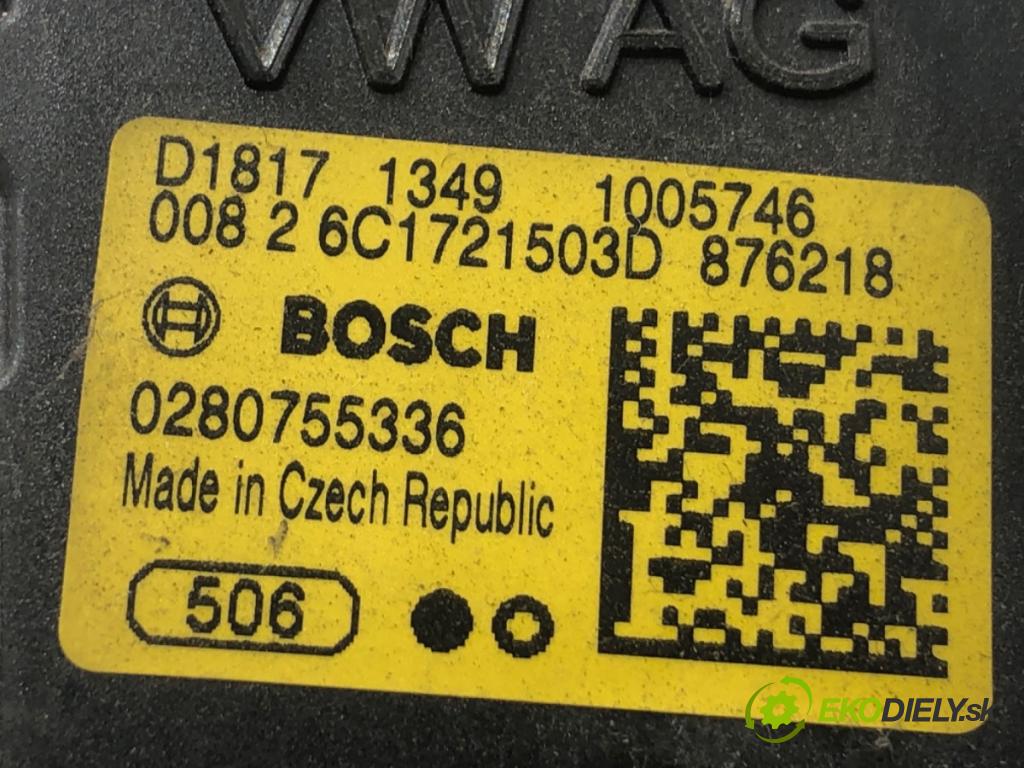 VW AG
D1817 1349 1005746
008 2 6C1721503D 876218
BOSCH
0280755336
Made in Czech Republic
506
EKODIELY.sk